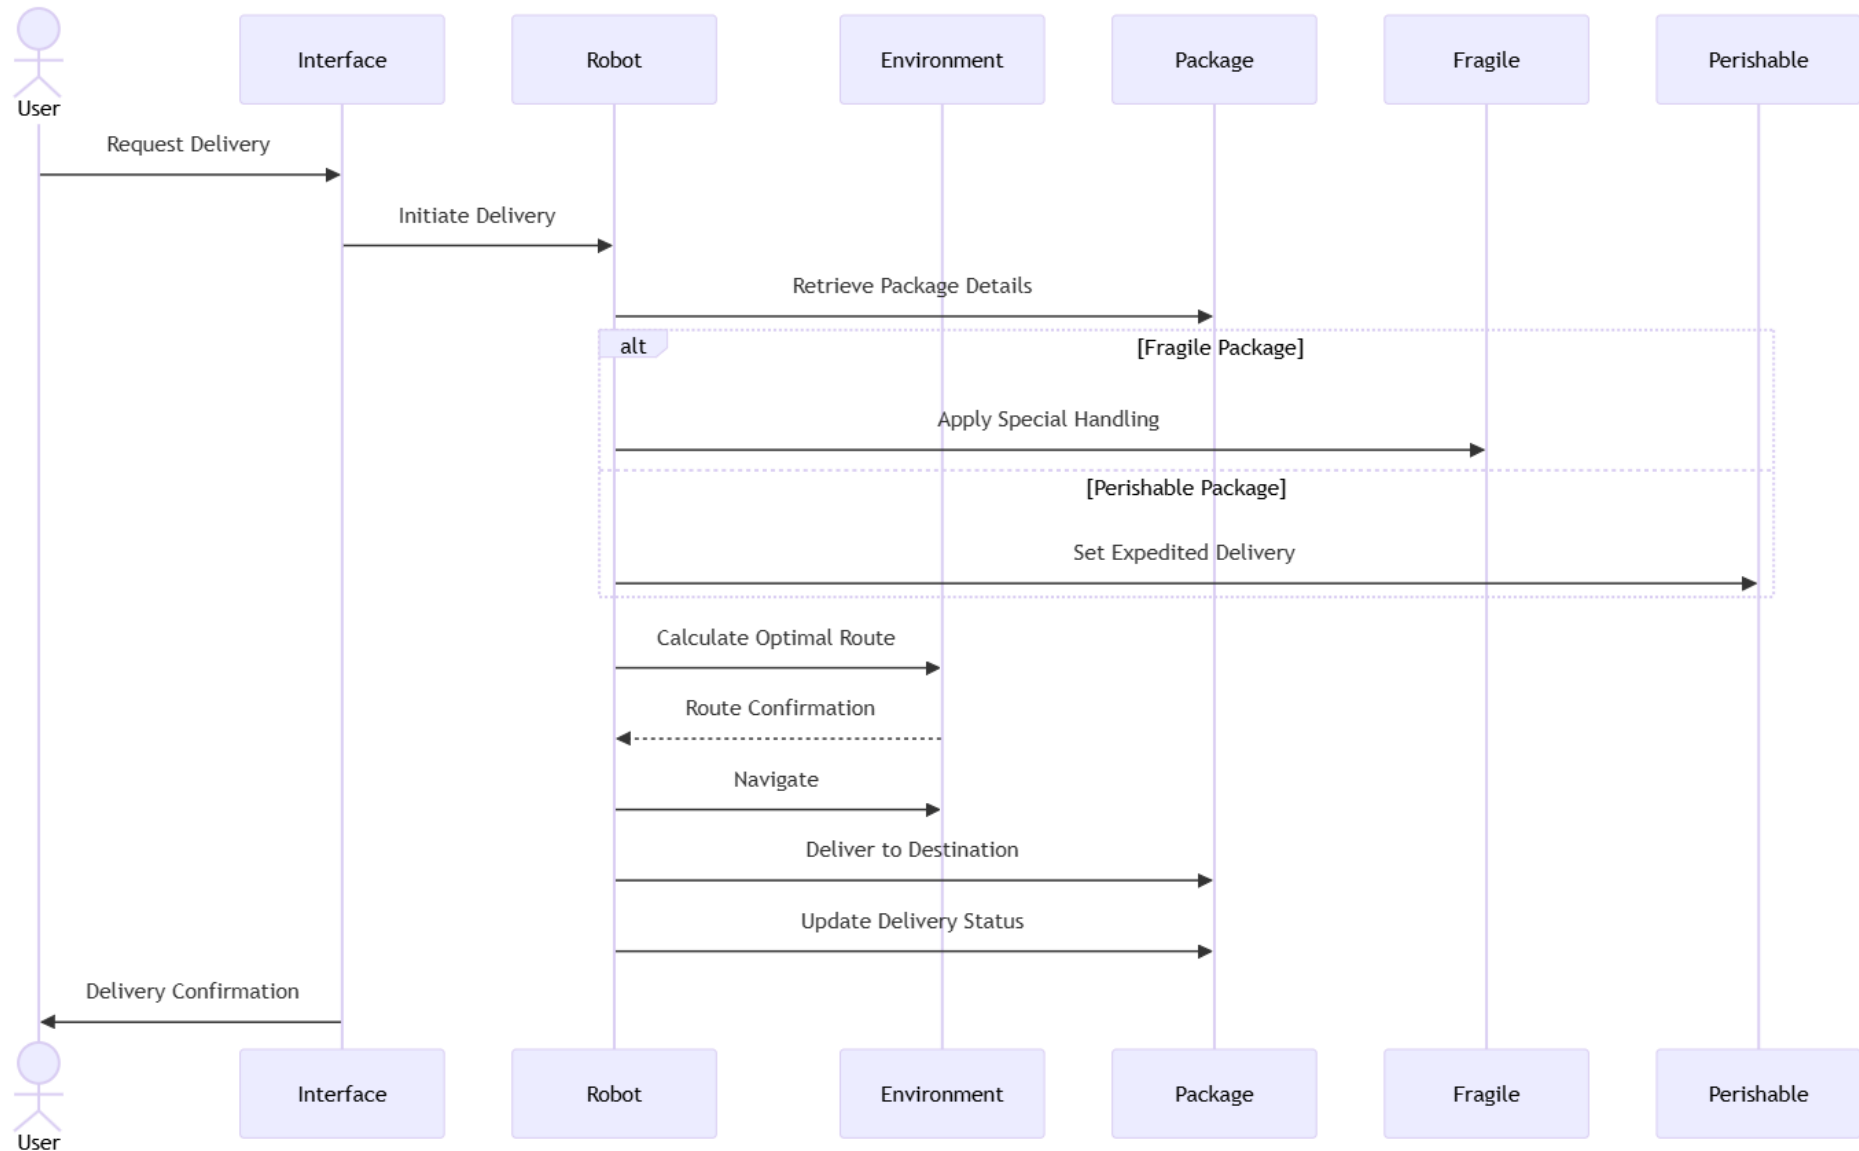 Interface
Robot
Environment
Package
Fragile
Perishable
User
Request Delivery
Initiate Delivery
Retrieve Package Details
alt
[Fragile Package]
Apply Special Handling
[Perishable Package]
Set Expedited Delivery
Calculate Optimal Route
Route Confirmation
Navigate
Deliver to Destination
Update Delivery Status
Delivery Confirmation
Interface
Robot
Environment
Package
Fragile
Perishable
User